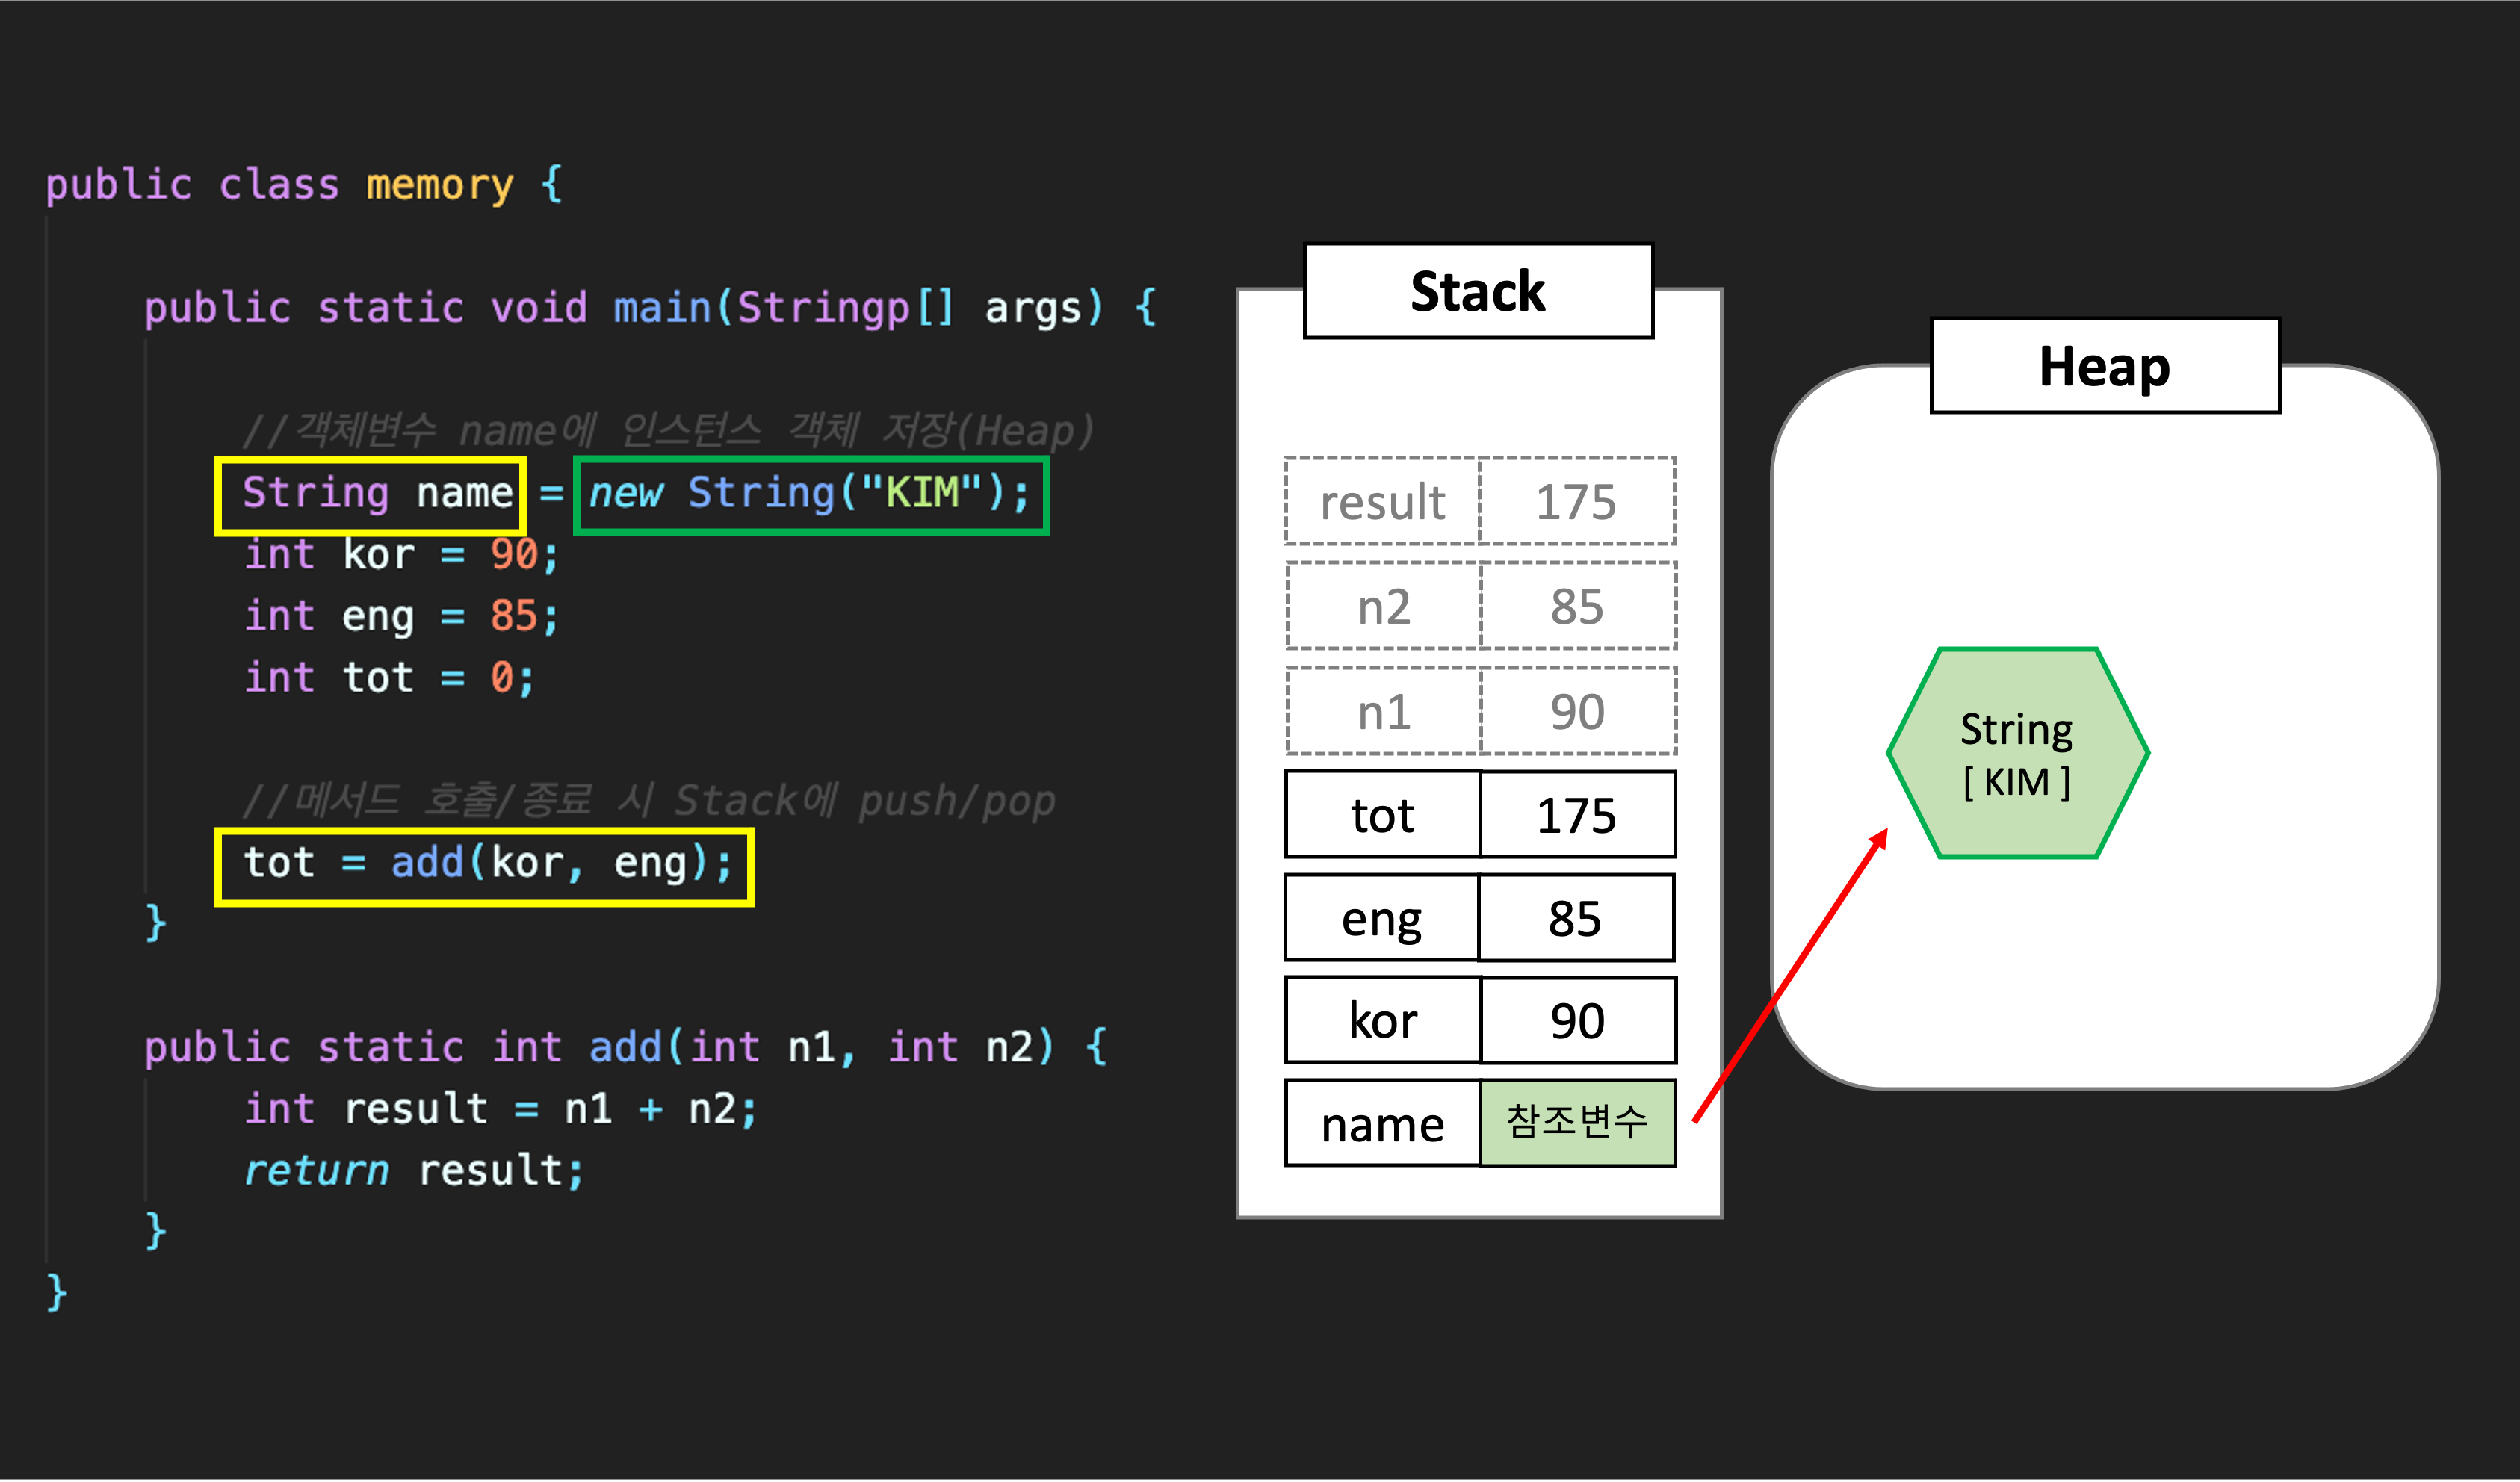 public class memory {
public static void main(Stringp[] args) {
//객체변수 name에 인스턴스 객체 저장(Heap)
String name = new String("KIM");
int kor = 90;
int eng = 85;
int tot = 0;
//메서드 호출/종료 시 Stack에 push/pop
tot = add(kor, eng);
}
public static int add(int n1, int n2) {
int result = n1 + n2;
return result;
}
}
Stack
result 175
n2 85
n1 90
tot 175
eng 85
kor 90
name 참조변수
Heap
String
[ KIM ]